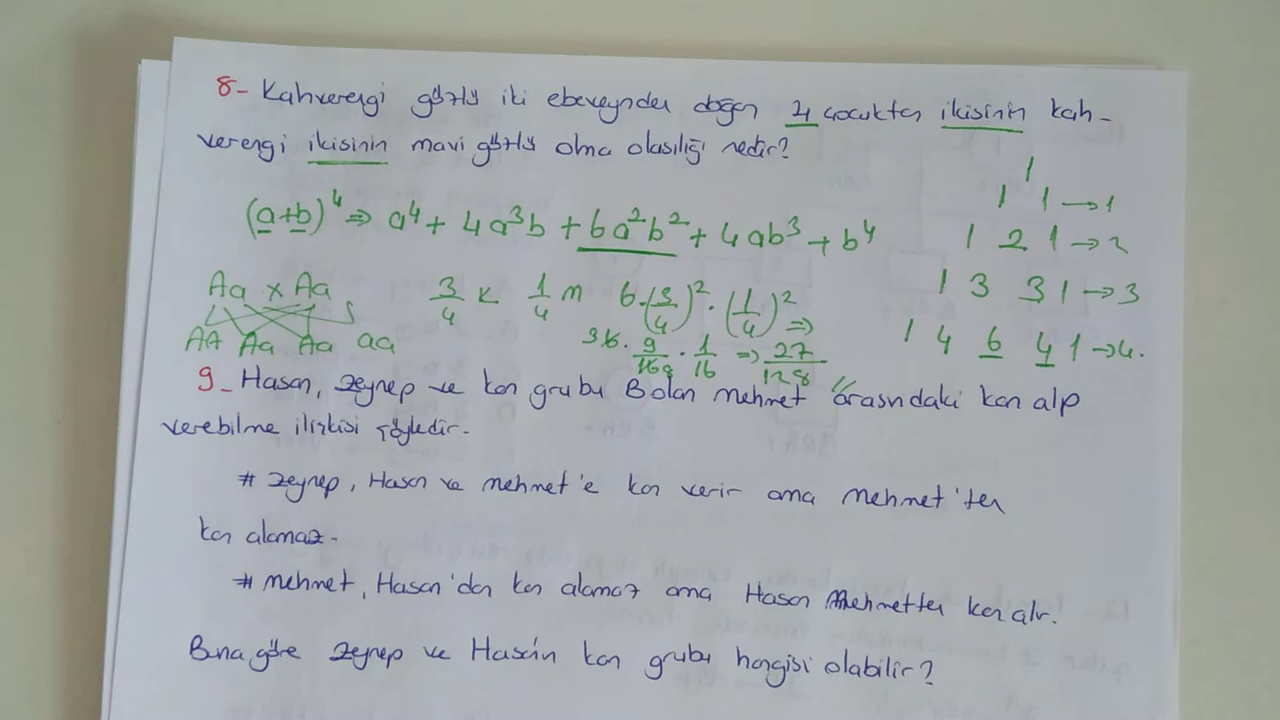 8- Kahverengi gözlü iki ebeveynden doğan 4 çocuktan ikisinin kah-
verengi ikisinin mavi gözlü olma olasılığı nedir?
(a+b)⁴ => a⁴ + 4a³b + 6a²b² + 4ab³ + b⁴
1
1 1 →1
1 2 1 →2
1 3 3 1 →3
1 4 6 4 1 →4.
Aa x Aa
AA Aa Aa aa
3/4 K 1/4 m 6.(3/4)².(1/4)² =>
9/16 . 1/16 => 27/128 //
9- Hasan, Zeynep ve kan grubu B olan mehmet arasındaki kan alıp
verebilme ilişkisi şöyledir.
# Zeynep, Hasan ve mehmet'e kan verir ama mehmet'ten
kan alamaz.
# mehmet, Hasan'dan kan alamaz ama Hasan Mehmetten kan alır.
Buna göre Zeynep ve Hasan'ın kan grubu hangisi olabilir?